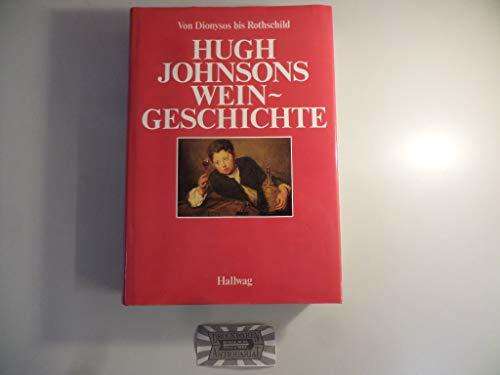 Von Dionysos bis Rothschild
HUGH
JOHNSONS
WEIN-
GESCHICHTE
Hallwag